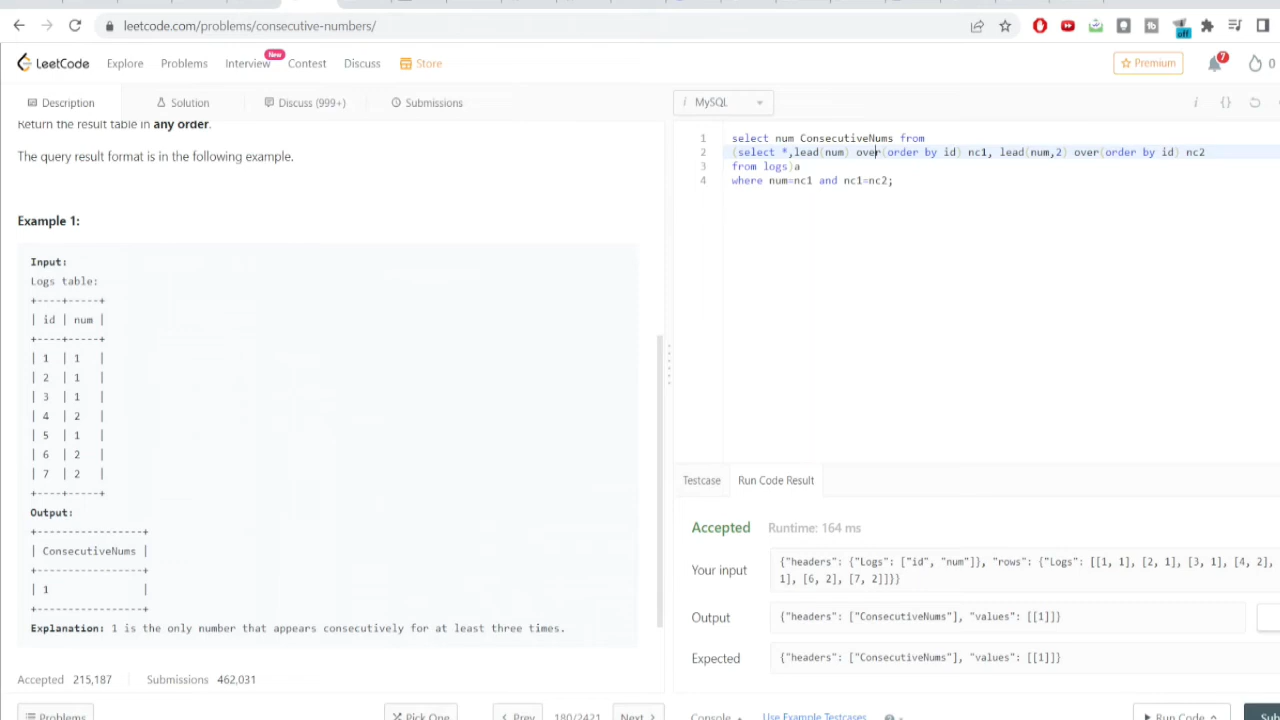 leetcode.com/problems/consecutive-numbers/
off
LeetCode Explore Problems Interview New Contest Discuss Store Premium 7 0
Description Solution Discuss (999+) Submissions
i MySQL i {}
Return the result table in any order.
The query result format is in the following example.
Example 1:
Input:
Logs table:
+----+-----+
| id | num |
+----+-----+
| 1 | 1 |
| 2 | 1 |
| 3 | 1 |
| 4 | 2 |
| 5 | 1 |
| 6 | 2 |
| 7 | 2 |
+----+-----+
Output:
+-----------------+
| ConsecutiveNums |
+-----------------+
| 1 |
+-----------------+
Explanation: 1 is the only number that appears consecutively for at least three times.
Accepted 215,187 Submissions 462,031
Problems Pick One < Prev 180/2421 Next >
1 select num ConsecutiveNums from
2 (select *,lead(num) over(order by id) nc1, lead(num,2) over(order by id) nc2
3 from logs)a
4 where num=nc1 and nc1=nc2;
Testcase Run Code Result
Accepted Runtime: 164 ms
Your input
{"headers": {"Logs": ["id", "num"]}, "rows": {"Logs": [[1, 1], [2, 1], [3, 1], [4, 2],
1], [6, 2], [7, 2]]}}
Output {"headers": ["ConsecutiveNums"], "values": [[1]]}
Expected {"headers": ["ConsecutiveNums"], "values": [[1]]}
Console Use Example Testcases Run Code Su